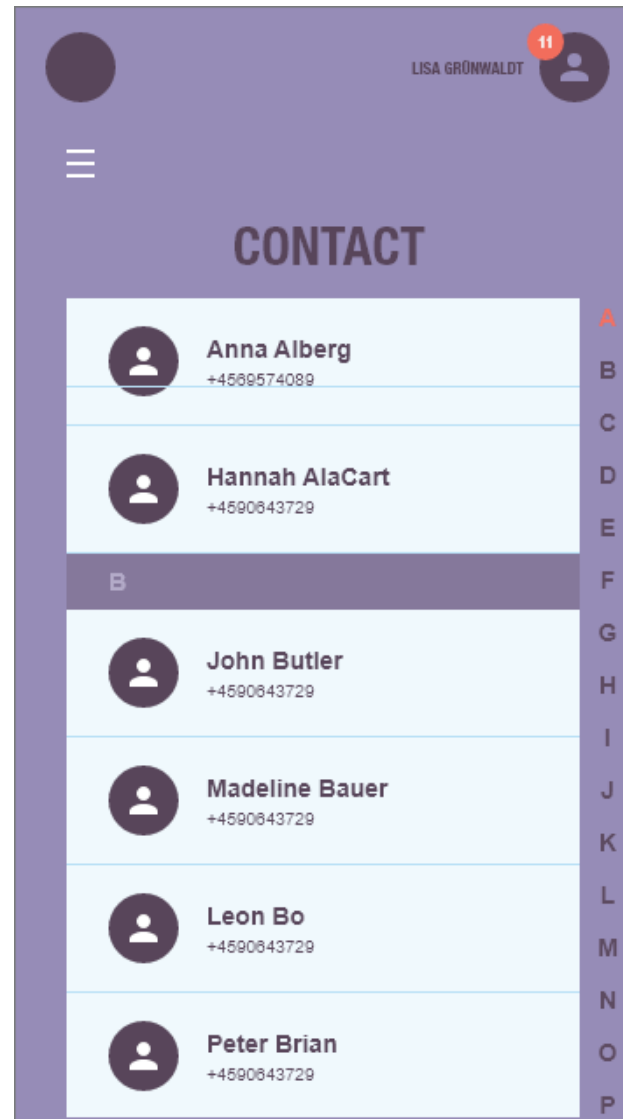 11
LISA GRÜNWALDT
CONTACT
Anna Alberg
+4569574089
Hannah AlaCart
+4590643729
B
John Butler
+4590643729
Madeline Bauer
+4590643729
Leon Bo
+4590643729
Peter Brian
+4590643729
A
B
C
D
E
F
G
H
I
J
K
L
M
N
O
P